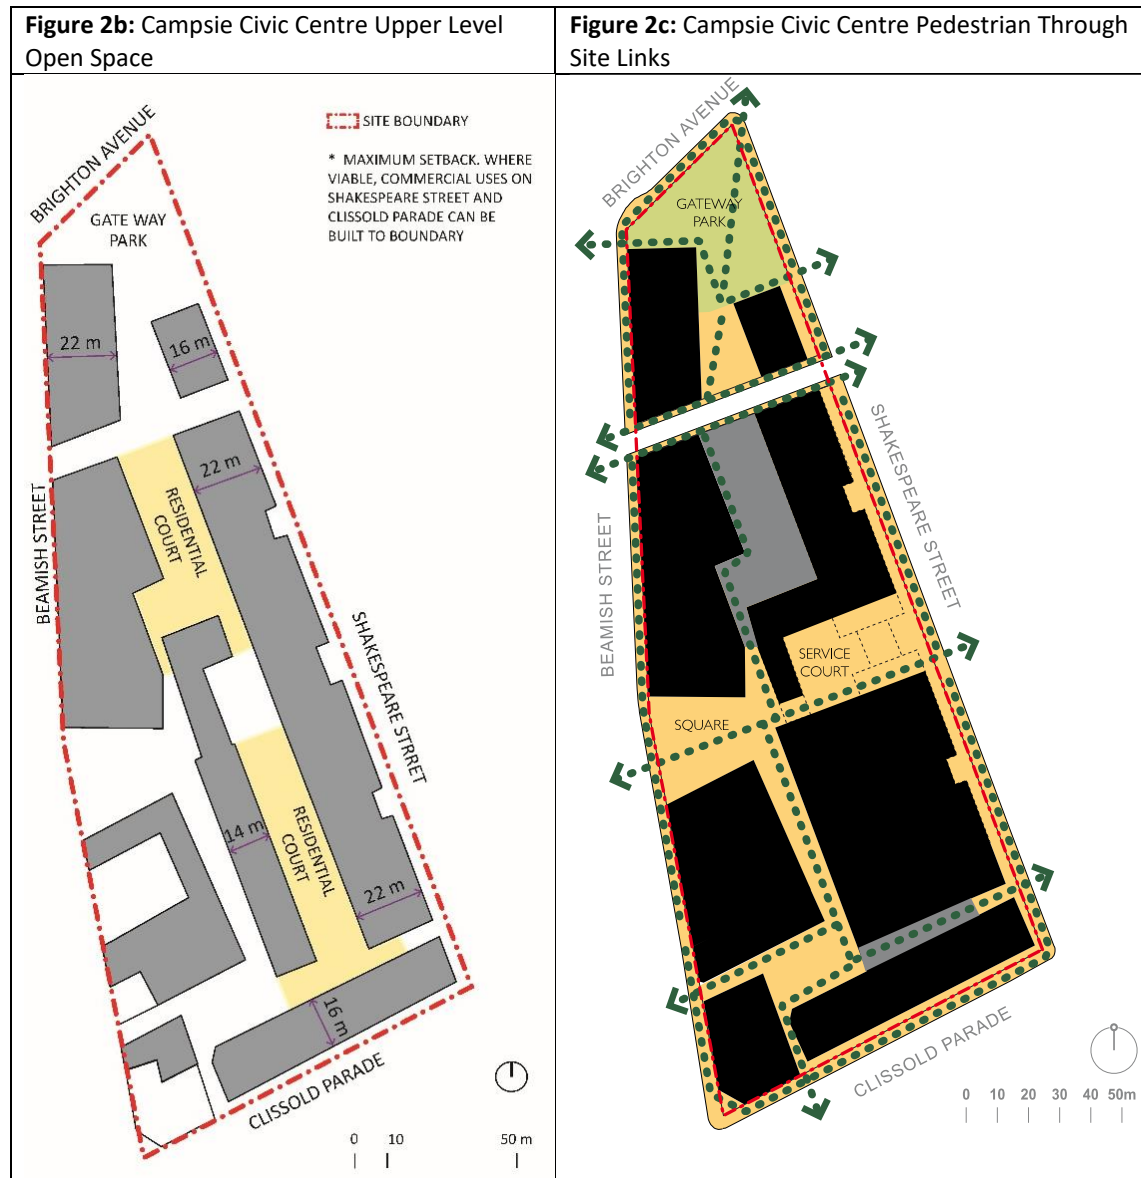 Figure 2b: Campsie Civic Centre Upper Level
Open Space
BRIGHTON AVENUE
SITE BOUNDARY
* MAXIMUM SETBACK. WHERE
VIABLE, COMMERCIAL USES ON
SHAKESPEARE STREET AND
CLISSOLD PARADE CAN BE
BUILT TO BOUNDARY
GATE WAY
PARK
22 m
16 m
22 m
RESIDENTIAL
COURT
BEAMISH STREET
SHAKESPEARE STRRET
14 m
RESIDENTIAL
COURT
22 m
16 m
CLISSOLD PARADE
0 10 50 m
Figure 2c: Campsie Civic Centre Pedestrian Through
Site Links
BRIGHTON AVENUE
GATEWAY
PARK
SHAKESPEARE STREET
BEAMISH STREET
SERVICE
COURT
SQUARE
CLISSOLD PARADE
0 10 20 30 40 50m